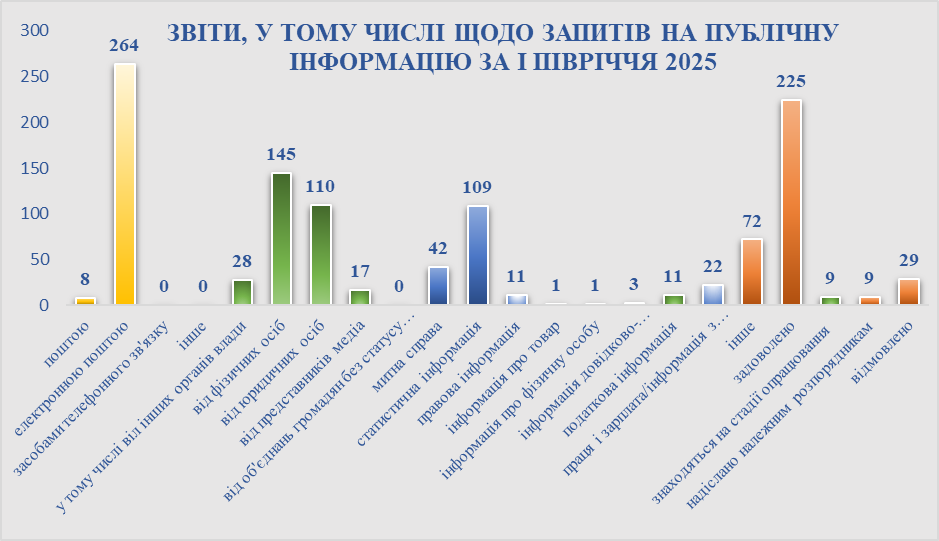 ЗВІТИ, У ТОМУ ЧИСЛІ ЩОДО ЗАПИТІВ НА ПУБЛІЧНУ
ІНФОРМАЦІЮ ЗА І ПІВРІЧЧЯ 2025
300
250
200
150
100
50
0
8
264
0
0
28
145
110
17
0
42
109
11
1
1
3
11
22
72
225
9
9
29
поштою
електронною поштою
засобами телефонного зв'язку
інше
у тому числі віл інших органів влади
від фізичних осіб
від юридичних осіб
від представників медіа
від об'єднань громадян без статусу…
митна справа
статистична інформація
правова інформація
інформація про товар
інформація про фізичну особу
інформація довідково-…
податкова інформація
праця і зарплата/інформація з…
інше
задоволено
знаходяться на стадії опрацювання
надіслано належним розпорядникам
відмовлено